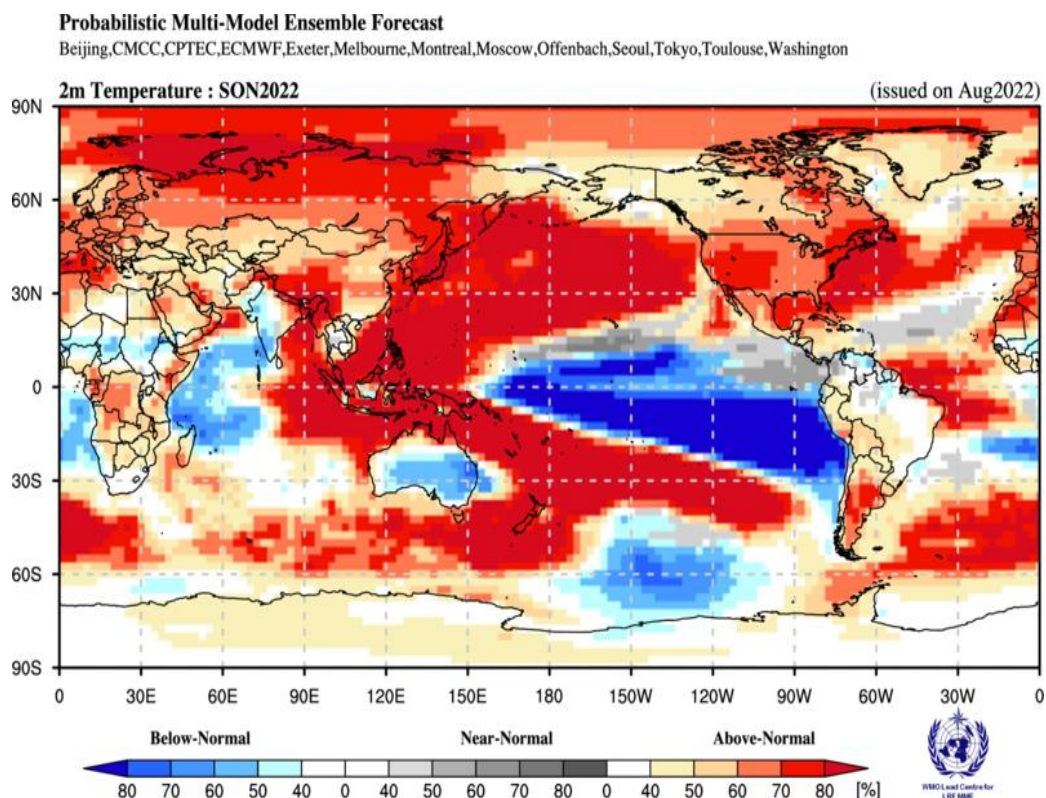 Probabilistic Multi-Model Ensemble Forecast
Beijing,CMCC,CPTEC,ECMWF,Exeter,Melbourne,Montreal,Moscow,Offenbach,Seoul,Tokyo,Toulouse,Washington
2m Temperature : SON2022 (issued on Aug2022)
90N
60N
30N
0
30S
60S
90S
0 30E 60E 90E 120E 150E 180 150W 120W 90W 60W 30W 0
Below-Normal Near-Normal Above-Normal
80 70 60 50 40 0 40 50 60 70 80 0 40 50 60 70 80 [%]
WMO Lead Centre for
LRFMME